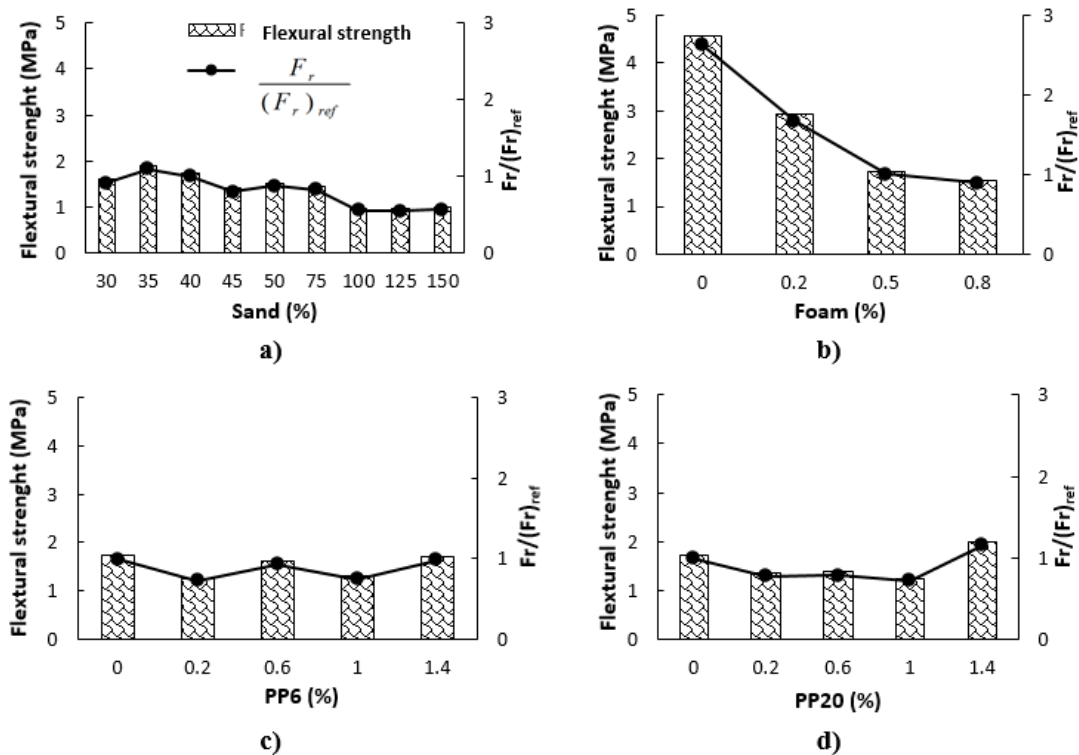 Flextural strenght (MPa)
5
4
3
2
1
0
Flexural strength
F_r
(F_r)_ref
3
2
1
0
Fr/(Fr)ref
30 35 40 45 50 75 100 125 150
Sand (%)
a)
Flextural strenght (MPa)
5
4
3
2
1
0
3
2
1
0
Fr/(Fr)ref
0 0.2 0.5 0.8
Foam (%)
b)
Flextural strenght (MPa)
5
4
3
2
1
0
3
2
1
0
Fr/(Fr)ref
0 0.2 0.6 1 1.4
PP6 (%)
c)
Flextural strenght (MPa)
5
4
3
2
1
0
3
2
1
0
Fr/(Fr)ref
0 0.2 0.6 1 1.4
PP20 (%)
d)